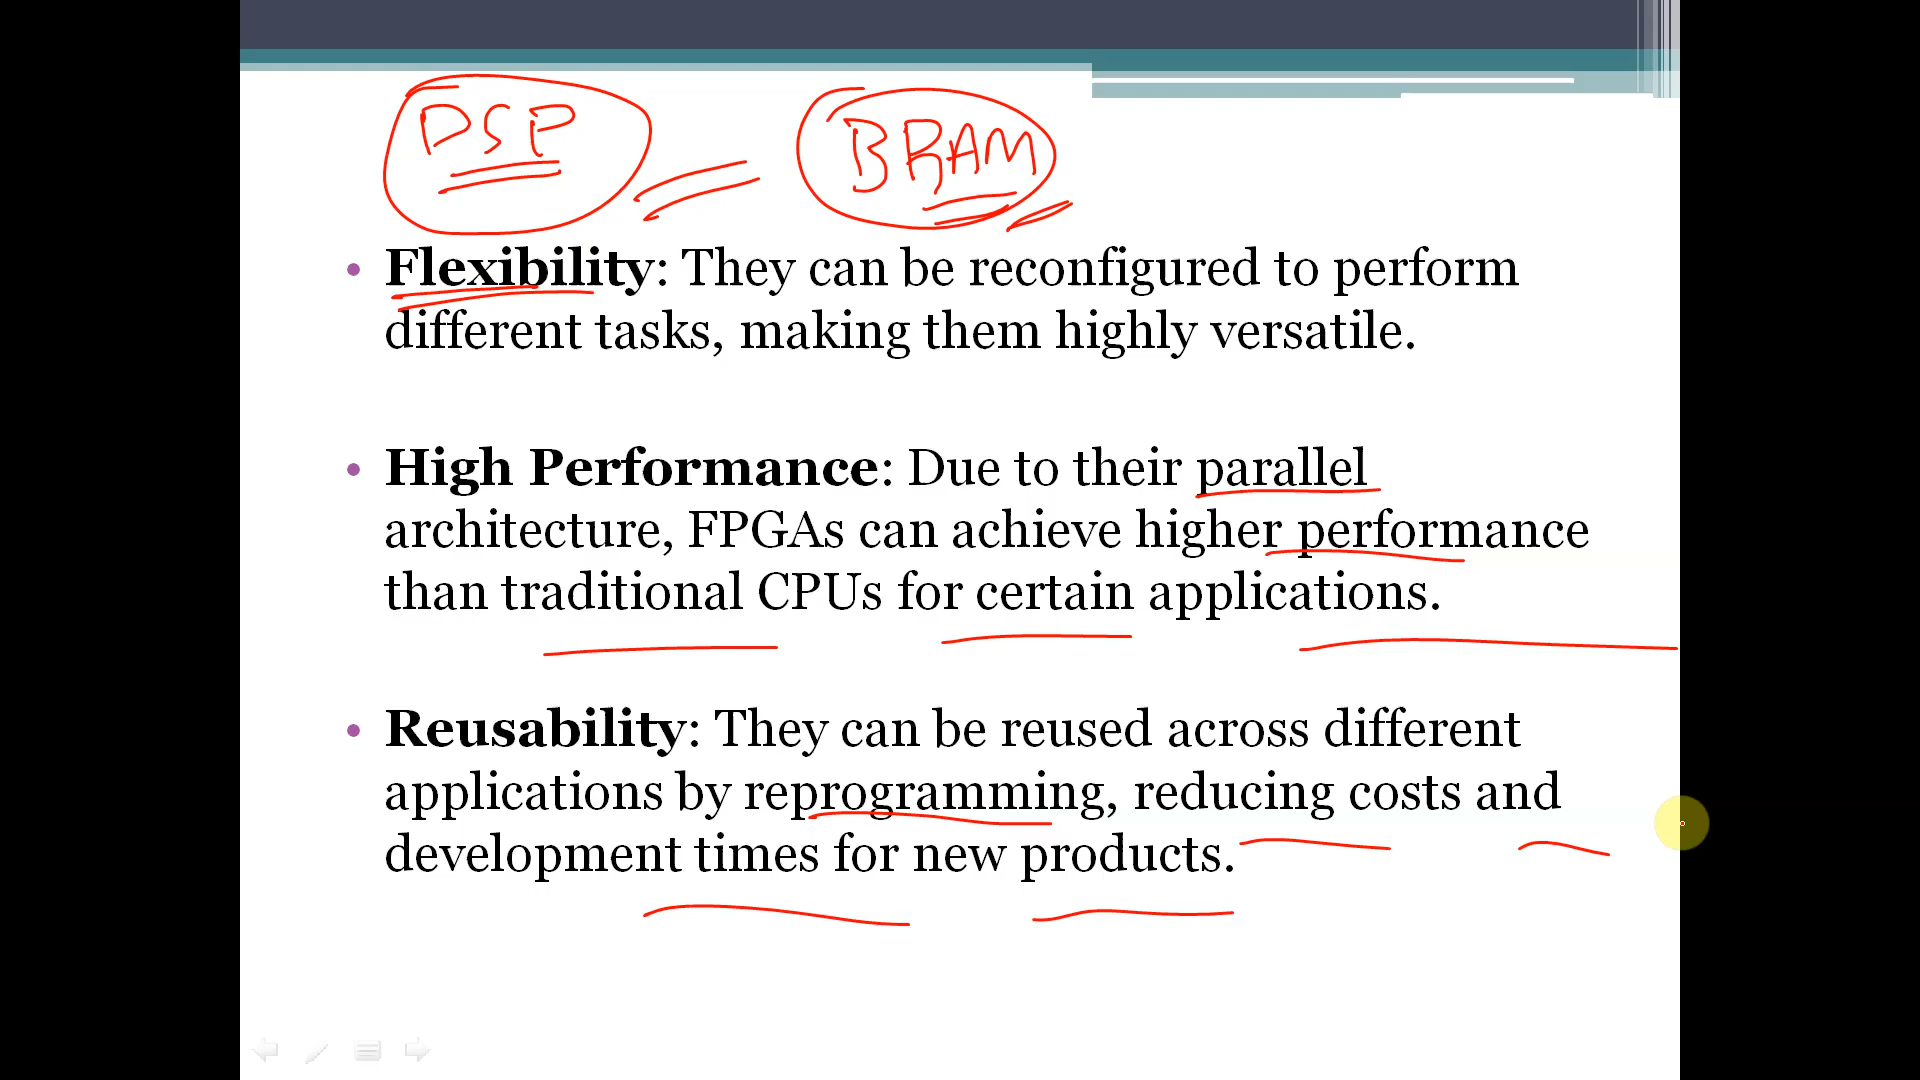 DSP BRAM
• Flexibility: They can be reconfigured to perform
different tasks, making them highly versatile.
• High Performance: Due to their parallel
architecture, FPGAs can achieve higher performance
than traditional CPUs for certain applications.
• Reusability: They can be reused across different
applications by reprogramming, reducing costs and
development times for new products.